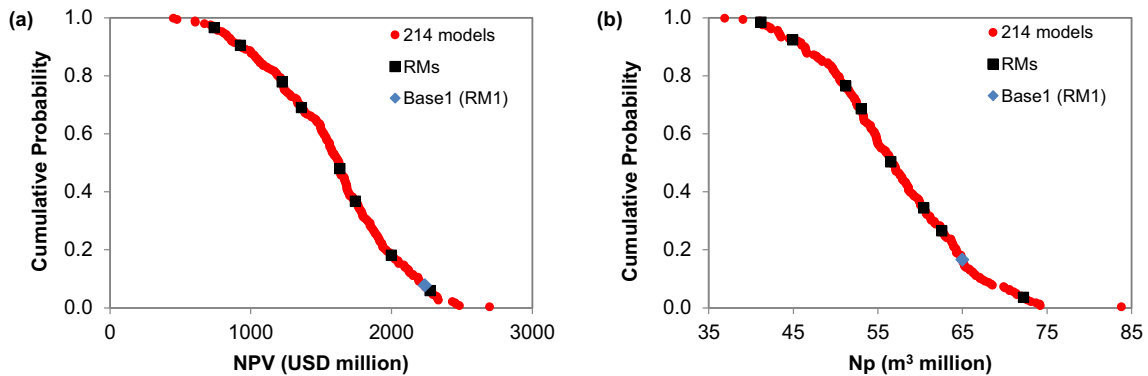 (a)
Cumulative Probability
1.0
0.8
0.6
0.4
0.2
0.0
214 models
RMs
Base1 (RM1)
0 1000 2000 3000
NPV (USD million)
(b)
Cumulative Probability
1.0
0.8
0.6
0.4
0.2
0.0
214 models
RMs
Base1 (RM1)
35 45 55 65 75 85
Np (m³ million)